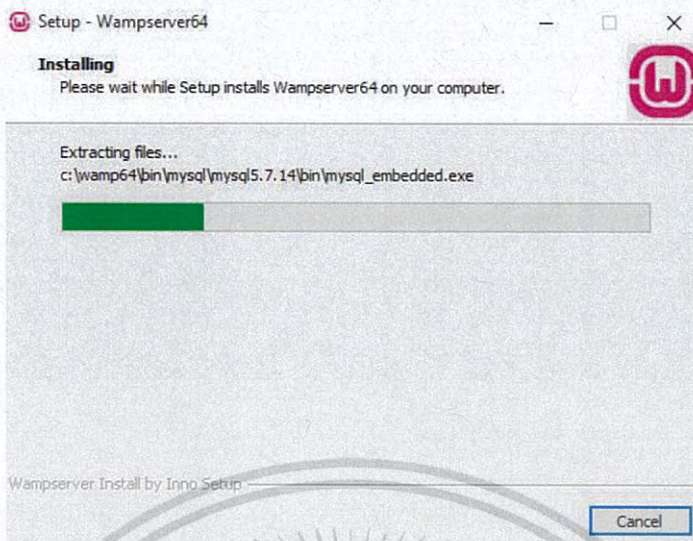 Setup - Wampserver64
Installing
Please wait while Setup installs Wampserver64 on your computer.
Extracting files...
c:\wamp64\bin\mysql\mysql5.7.14\bin\mysql_embedded.exe
Wampserver Install by Inno Setup
Cancel